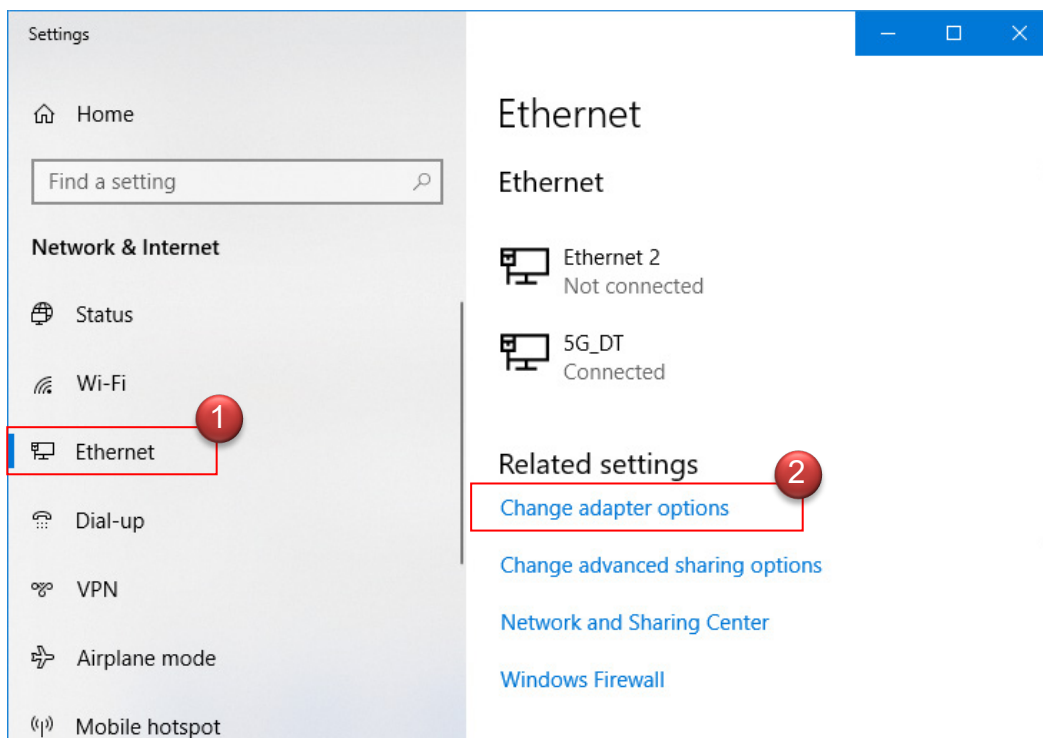 Settings
Home
Find a setting
Network & Internet
Status
Wi-Fi
1
Ethernet
Dial-up
VPN
Airplane mode
Mobile hotspot
Ethernet
Ethernet
Ethernet 2
Not connected
5G_DT
Connected
Related settings
2
Change adapter options
Change advanced sharing options
Network and Sharing Center
Windows Firewall